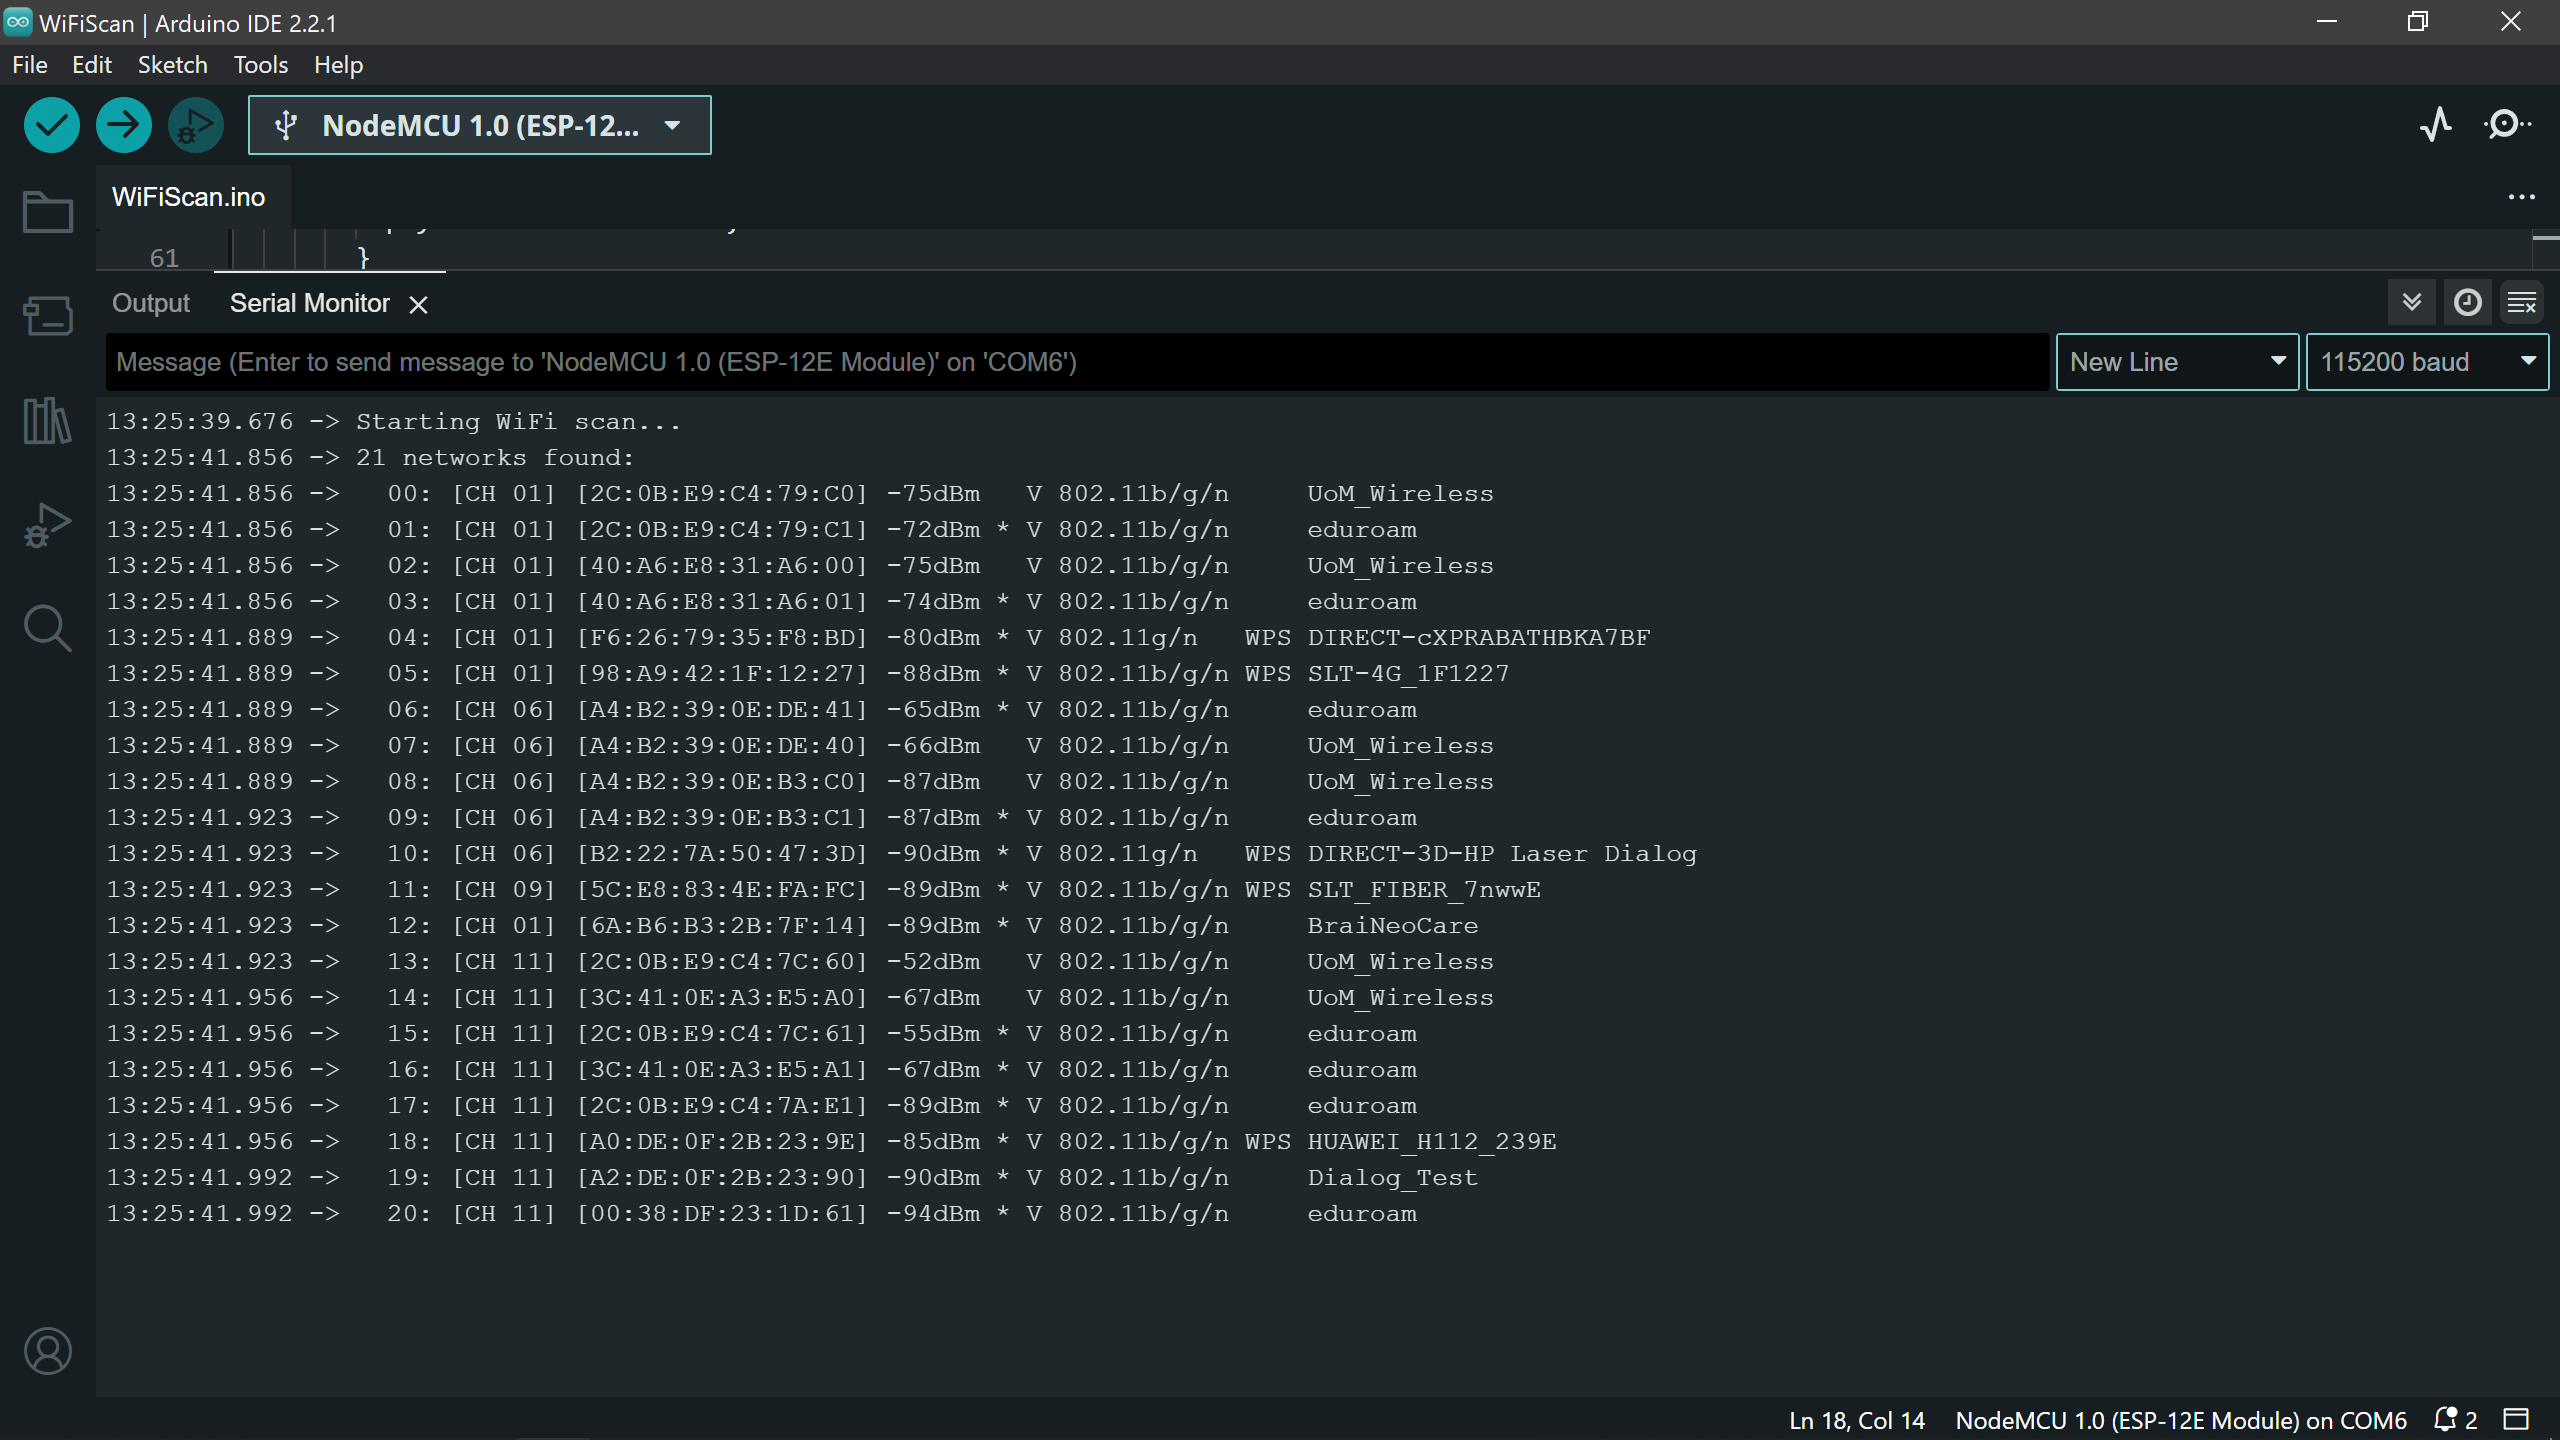 WiFiScan | Arduino IDE 2.2.1
File Edit Sketch Tools Help
NodeMCU 1.0 (ESP-12...
WiFiScan.ino
61 }
Output Serial Monitor
Message (Enter to send message to 'NodeMCU 1.0 (ESP-12E Module)' on 'COM6') New Line 115200 baud
13:25:39.676 -> Starting WiFi scan...
13:25:41.856 -> 21 networks found:
13:25:41.856 ->   00: [CH 01] [2C:0B:E9:C4:79:C0] -75dBm   V 802.11b/g/n     UoM_Wireless
13:25:41.856 ->   01: [CH 01] [2C:0B:E9:C4:79:C1] -72dBm * V 802.11b/g/n     eduroam
13:25:41.856 ->   02: [CH 01] [40:A6:E8:31:A6:00] -75dBm   V 802.11b/g/n     UoM_Wireless
13:25:41.856 ->   03: [CH 01] [40:A6:E8:31:A6:01] -74dBm * V 802.11b/g/n     eduroam
13:25:41.889 ->   04: [CH 01] [F6:26:79:35:F8:BD] -80dBm * V 802.11g/n   WPS DIRECT-cXPRABATHBKA7BF
13:25:41.889 ->   05: [CH 01] [98:A9:42:1F:12:27] -88dBm * V 802.11b/g/n WPS SLT-4G_1F1227
13:25:41.889 ->   06: [CH 06] [A4:B2:39:0E:DE:41] -65dBm * V 802.11b/g/n     eduroam
13:25:41.889 ->   07: [CH 06] [A4:B2:39:0E:DE:40] -66dBm   V 802.11b/g/n     UoM_Wireless
13:25:41.889 ->   08: [CH 06] [A4:B2:39:0E:B3:C0] -87dBm   V 802.11b/g/n     UoM_Wireless
13:25:41.923 ->   09: [CH 06] [A4:B2:39:0E:B3:C1] -87dBm * V 802.11b/g/n     eduroam
13:25:41.923 ->   10: [CH 06] [B2:22:7A:50:47:3D] -90dBm * V 802.11g/n   WPS DIRECT-3D-HP Laser Dialog
13:25:41.923 ->   11: [CH 09] [5C:E8:83:4E:FA:FC] -89dBm * V 802.11b/g/n WPS SLT_FIBER_7nwwE
13:25:41.923 ->   12: [CH 01] [6A:B6:B3:2B:7F:14] -89dBm * V 802.11b/g/n     BraiNeoCare
13:25:41.923 ->   13: [CH 11] [2C:0B:E9:C4:7C:60] -52dBm   V 802.11b/g/n     UoM_Wireless
13:25:41.956 ->   14: [CH 11] [3C:41:0E:A3:E5:A0] -67dBm   V 802.11b/g/n     UoM_Wireless
13:25:41.956 ->   15: [CH 11] [2C:0B:E9:C4:7C:61] -55dBm * V 802.11b/g/n     eduroam
13:25:41.956 ->   16: [CH 11] [3C:41:0E:A3:E5:A1] -67dBm * V 802.11b/g/n     eduroam
13:25:41.956 ->   17: [CH 11] [2C:0B:E9:C4:7A:E1] -89dBm * V 802.11b/g/n     eduroam
13:25:41.956 ->   18: [CH 11] [A0:DE:0F:2B:23:9E] -85dBm * V 802.11b/g/n WPS HUAWEI_H112_239E
13:25:41.992 ->   19: [CH 11] [A2:DE:0F:2B:23:90] -90dBm * V 802.11b/g/n     Dialog_Test
13:25:41.992 ->   20: [CH 11] [00:38:DF:23:1D:61] -94dBm * V 802.11b/g/n     eduroam
Ln 18, Col 14 NodeMCU 1.0 (ESP-12E Module) on COM6 2